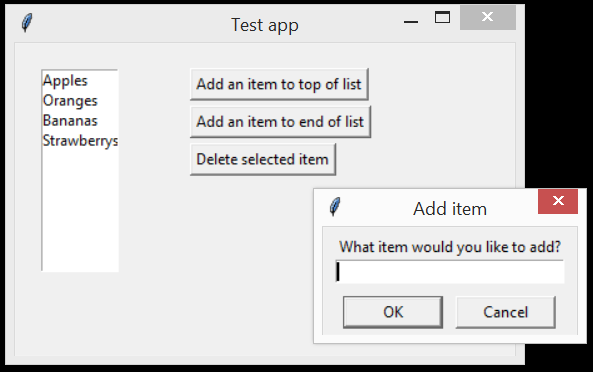 Test app
Apples
Oranges
Bananas
Strawberrys
Add an item to top of list
Add an item to end of list
Delete selected item
Add item
What item would you like to add?
OK
Cancel